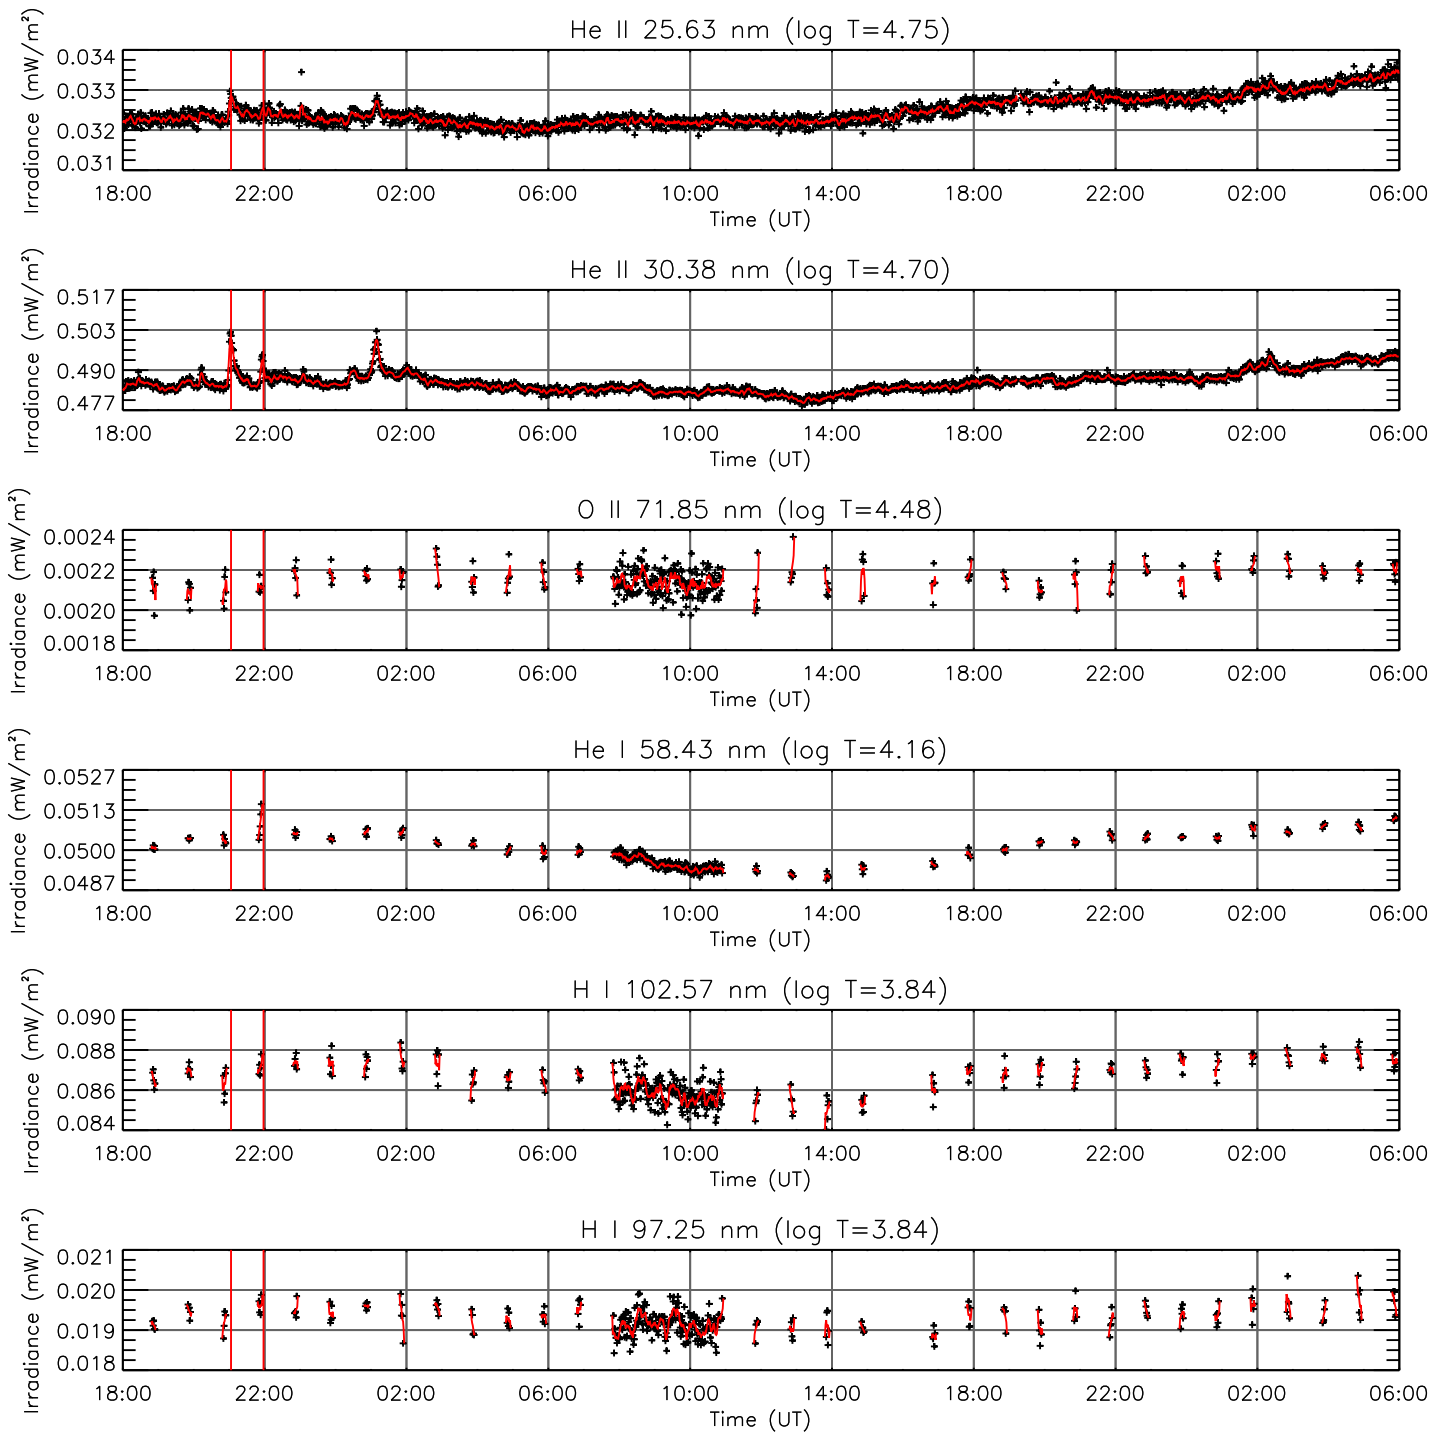 He II 25.63 nm (log T=4.75)
Irradiance (mW/m²)
0.034
0.033
0.032
0.031
18:00 22:00 02:00 06:00 10:00 14:00 18:00 22:00 02:00 06:00
Time (UT)
He II 30.38 nm (log T=4.70)
Irradiance (mW/m²)
0.517
0.503
0.490
0.477
18:00 22:00 02:00 06:00 10:00 14:00 18:00 22:00 02:00 06:00
Time (UT)
O II 71.85 nm (log T=4.48)
Irradiance (mW/m²)
0.0024
0.0022
0.0020
0.0018
18:00 22:00 02:00 06:00 10:00 14:00 18:00 22:00 02:00 06:00
Time (UT)
He I 58.43 nm (log T=4.16)
Irradiance (mW/m²)
0.0527
0.0513
0.0500
0.0487
18:00 22:00 02:00 06:00 10:00 14:00 18:00 22:00 02:00 06:00
Time (UT)
H I 102.57 nm (log T=3.84)
Irradiance (mW/m²)
0.090
0.088
0.086
0.084
18:00 22:00 02:00 06:00 10:00 14:00 18:00 22:00 02:00 06:00
Time (UT)
H I 97.25 nm (log T=3.84)
Irradiance (mW/m²)
0.021
0.020
0.019
0.018
18:00 22:00 02:00 06:00 10:00 14:00 18:00 22:00 02:00 06:00
Time (UT)